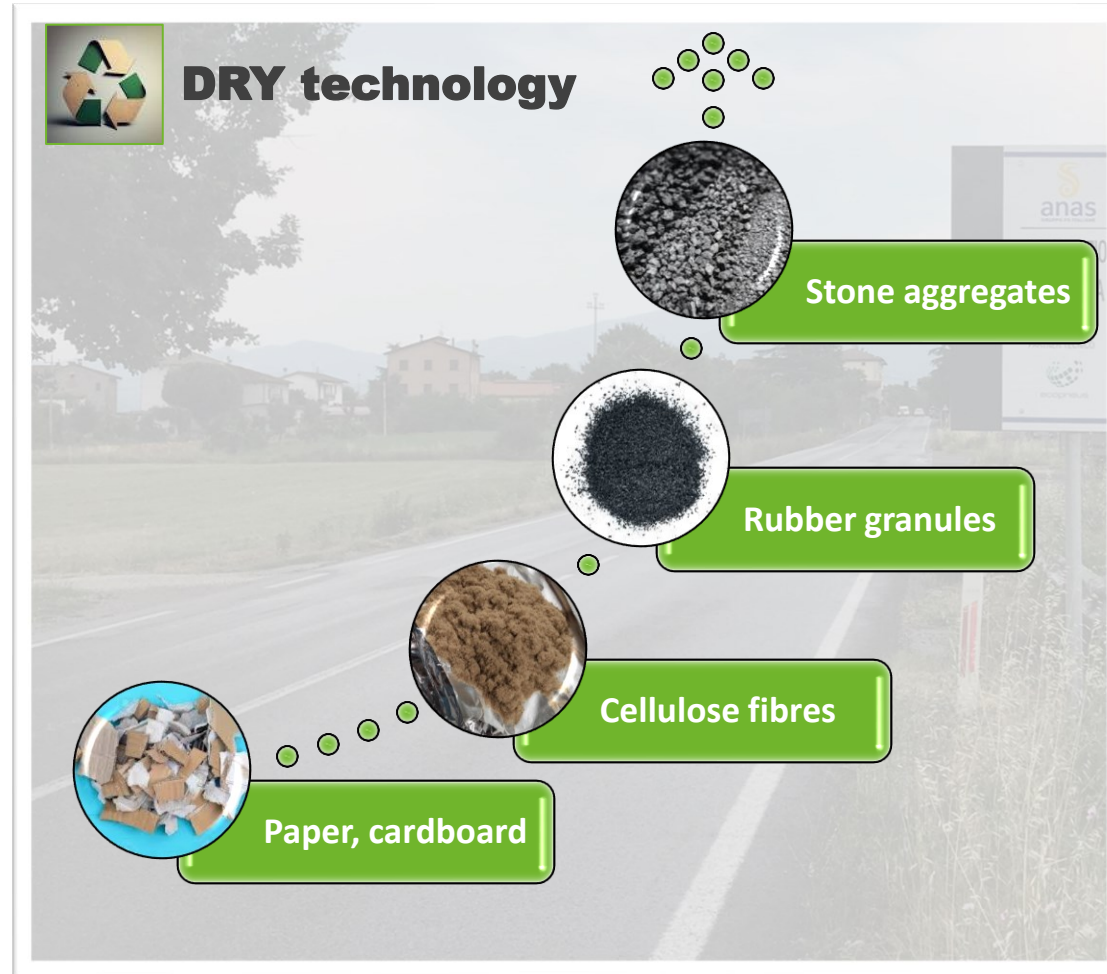 DRY technology
anas
Stone aggregates
Rubber granules
Cellulose fibres
Paper, cardboard